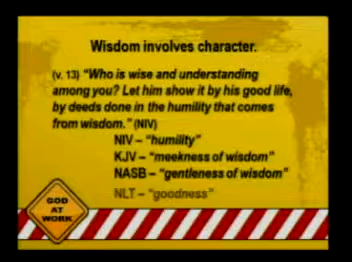 Wisdom involves character.
(v. 13) "Who is wise and understanding
among you? Let him show it by his good life,
by deeds done in the humility that comes
from wisdom." (NIV)
NIV – "humility"
KJV – "meekness of wisdom"
NASB – "gentleness of wisdom"
NLT – "goodness"
GOD
AT
WORK